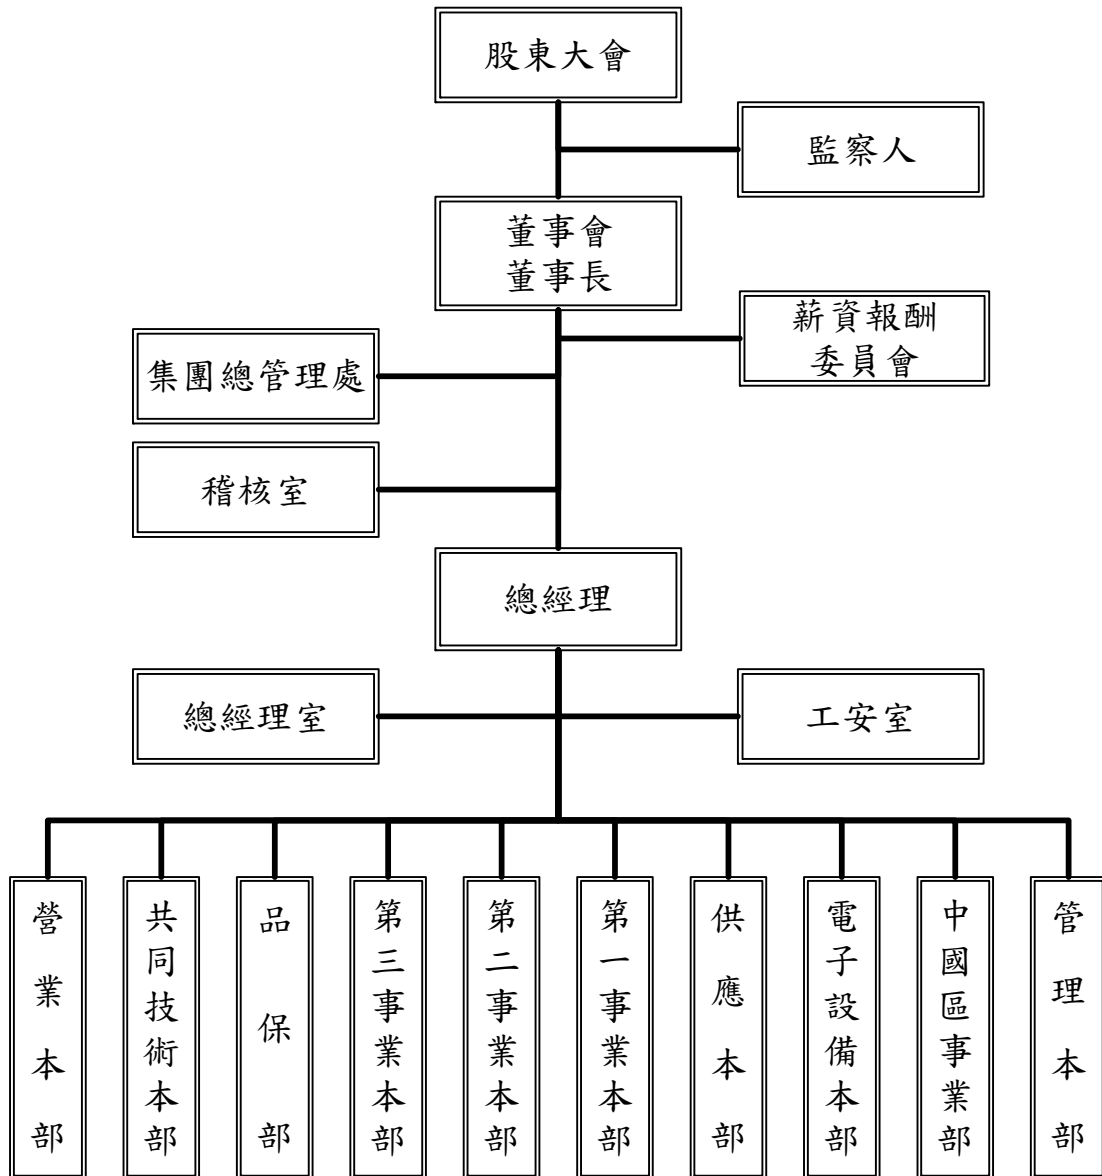 股東大會
監察人
董事會
董事長
薪資報酬
委員會
集團總管理處
稽核室
總經理
總經理室
工安室
營業本部
共同技術本部
品保部
第三事業本部
第二事業本部
第一事業本部
供應本部
電子設備本部
中國區事業部
管理本部